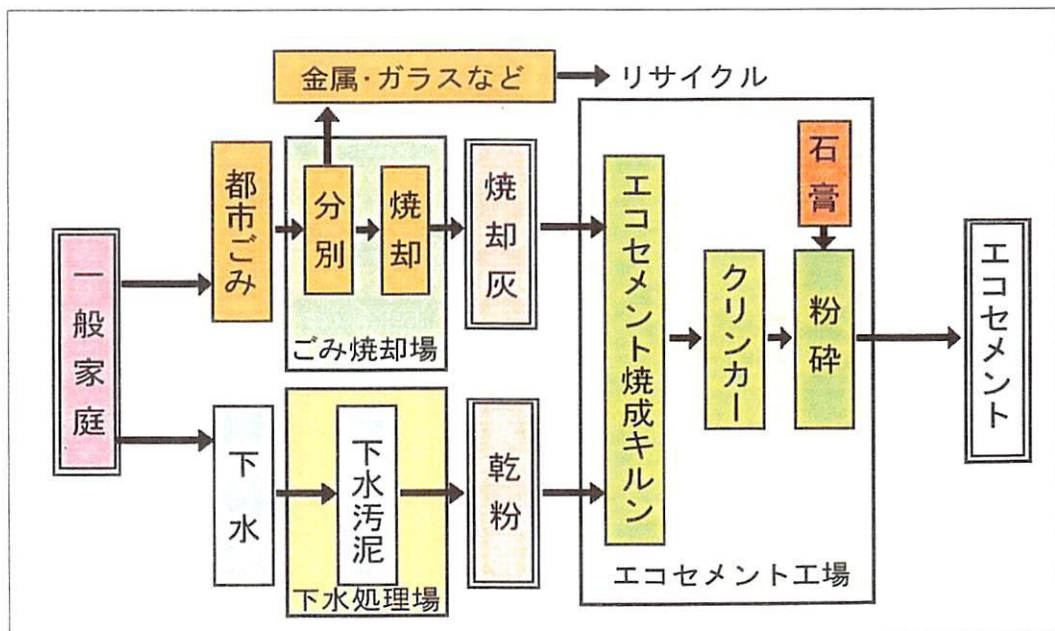 金属・ガラスなど
リサイクル
一般家庭
都市ごみ
分別
焼却
ごみ焼却場
焼却灰
下水
下水汚泥
下水処理場
乾粉
エコセメント焼成キルン
クリンカー
石膏
粉砕
エコセメント工場
エコセメント